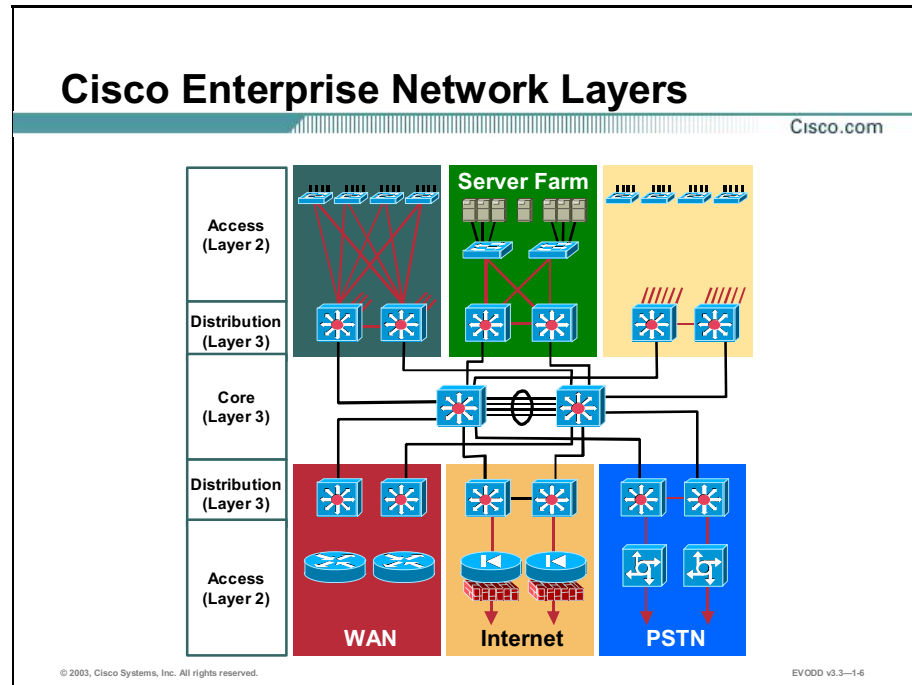 Cisco Enterprise Network Layers
Cisco.com
Access
(Layer 2)
Server Farm
Distribution
(Layer 3)
Core
(Layer 3)
Distribution
(Layer 3)
Access
(Layer 2)
WAN
Internet
PSTN
© 2003, Cisco Systems, Inc. All rights reserved.
EVODD v3.3—1-6